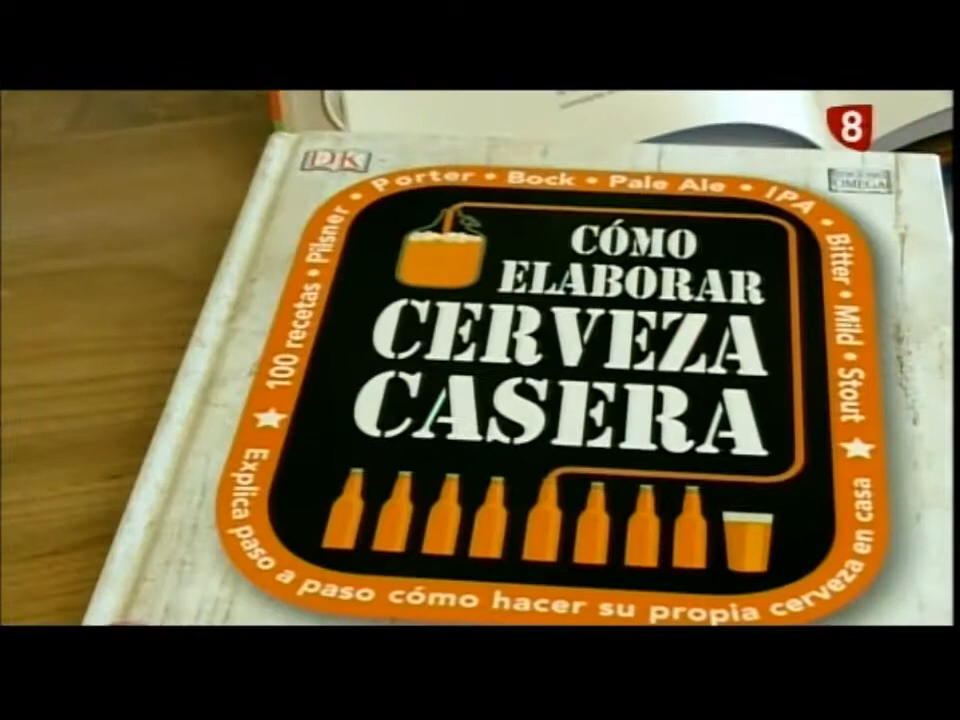 8
DK
EDICIONES
OMEGA
100 recetas • Pilsner • Porter • Bock • Pale Ale • IPA • Bitter • Mild • Stout
CÓMO
ELABORAR
CERVEZA
CASERA
Explica paso a paso cómo hacer su propia cerveza en casa